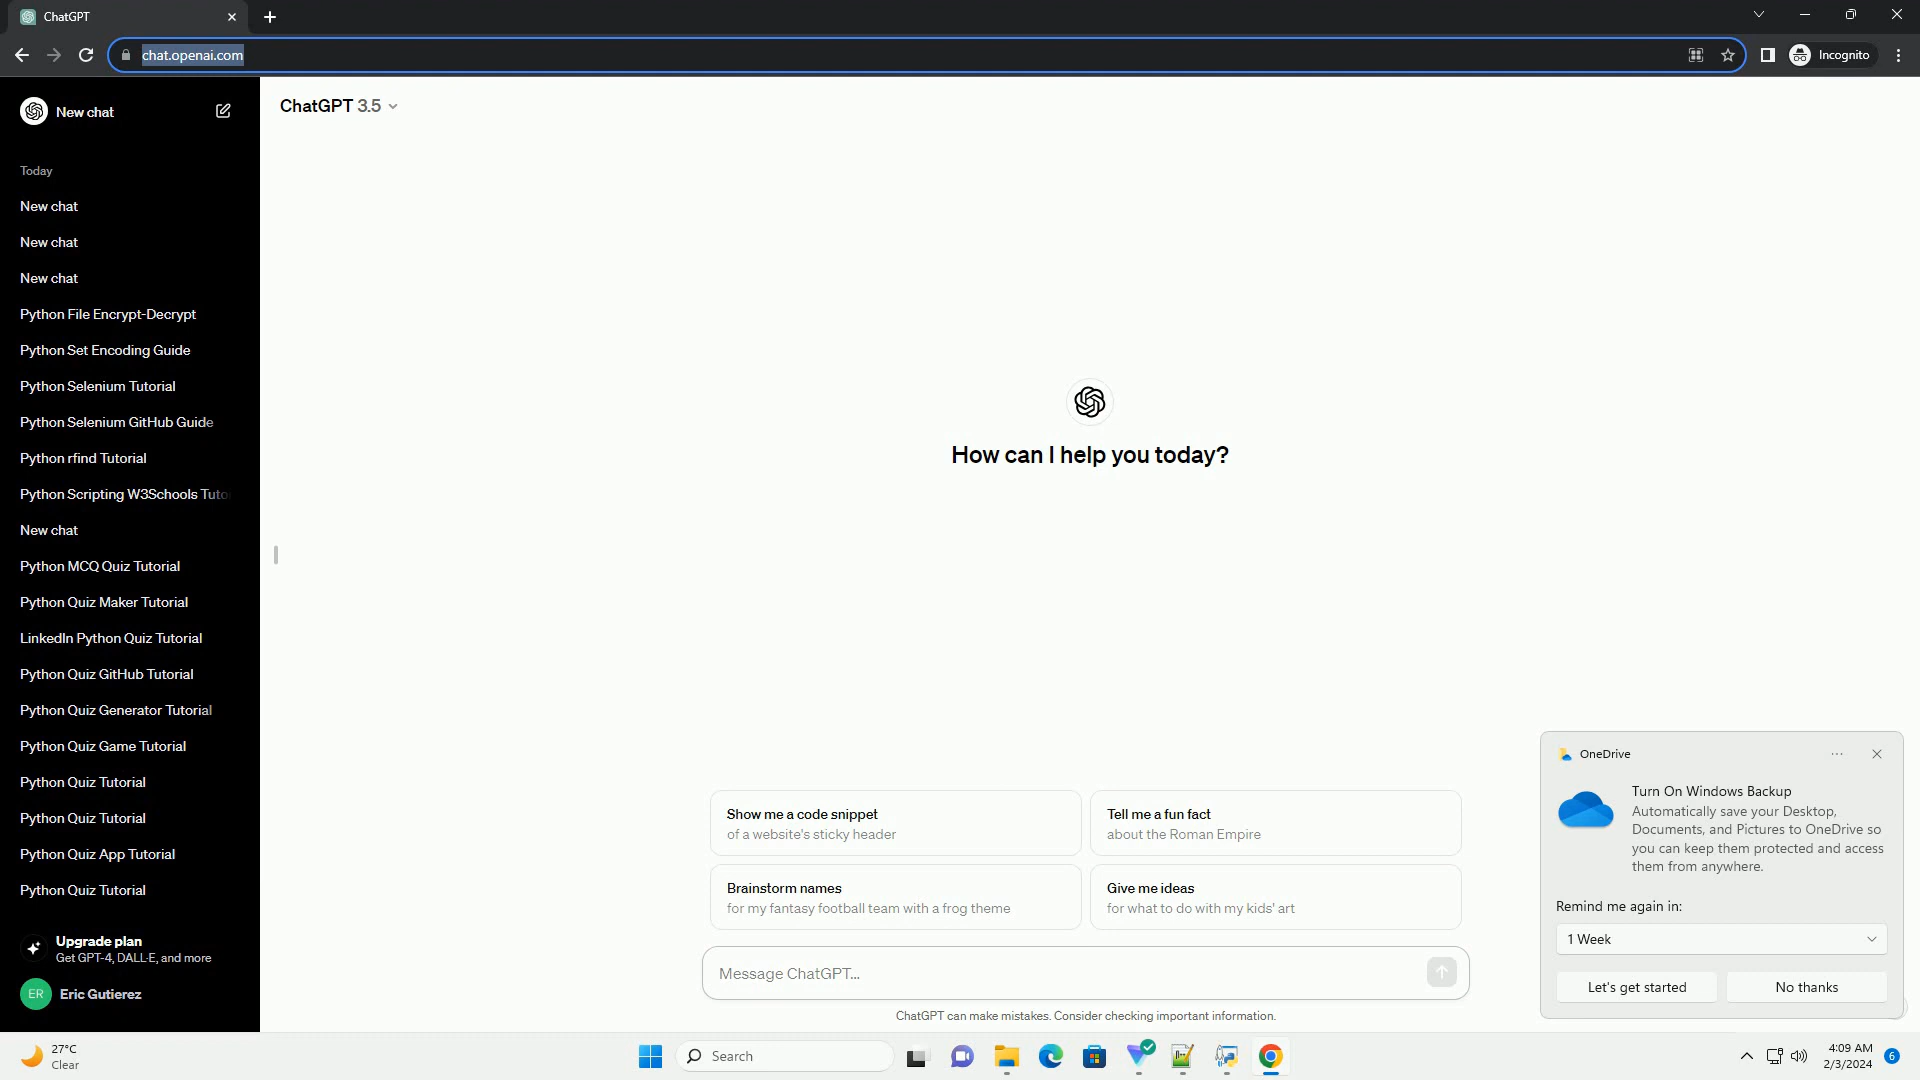 ChatGPT
chat.openai.com
Incognito
New chat
ChatGPT 3.5
Today
New chat
New chat
New chat
Python File Encrypt-Decrypt
Python Set Encoding Guide
Python Selenium Tutorial
Python Selenium GitHub Guide
Python rfind Tutorial
Python Scripting W3Schools Tuto
New chat
Python MCQ Quiz Tutorial
Python Quiz Maker Tutorial
LinkedIn Python Quiz Tutorial
Python Quiz GitHub Tutorial
Python Quiz Generator Tutorial
Python Quiz Game Tutorial
Python Quiz Tutorial
Python Quiz Tutorial
Python Quiz App Tutorial
Python Quiz Tutorial
Upgrade plan
Get GPT-4, DALL·E, and more
ER
Eric Gutierez
How can I help you today?
Show me a code snippet
of a website's sticky header
Tell me a fun fact
about the Roman Empire
Brainstorm names
for my fantasy football team with a frog theme
Give me ideas
for what to do with my kids' art
Message ChatGPT...
ChatGPT can make mistakes. Consider checking important information.
OneDrive
Turn On Windows Backup
Automatically save your Desktop,
Documents, and Pictures to OneDrive so
you can keep them protected and access
them from anywhere.
Remind me again in:
1 Week
Let's get started
No thanks
27°C
Clear
Search
4:09 AM
2/3/2024
6